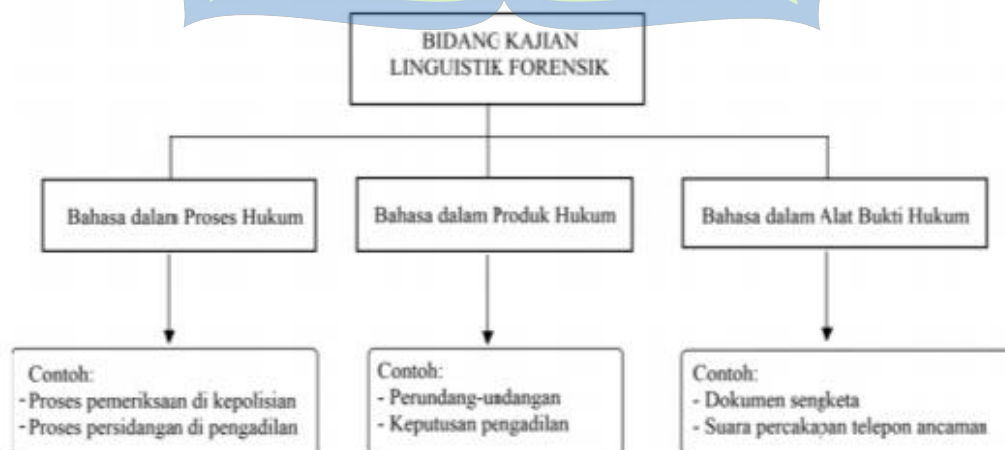 BIDANG KAJIAN
LINGUISTIK FORENSIK
Bahasa dalam Proses Hukum
Bahasa dalam Produk Hukum
Bahasa dalam Alat Bukti Hukum
Contoh:
- Proses pemeriksaan di kepolisian
- Proses persidangan di pengadilan
Contoh:
- Perundang-undangan
- Keputusan pengadilan
Contoh:
- Dokumen sengketa
- Suara percakapan telepon ancaman